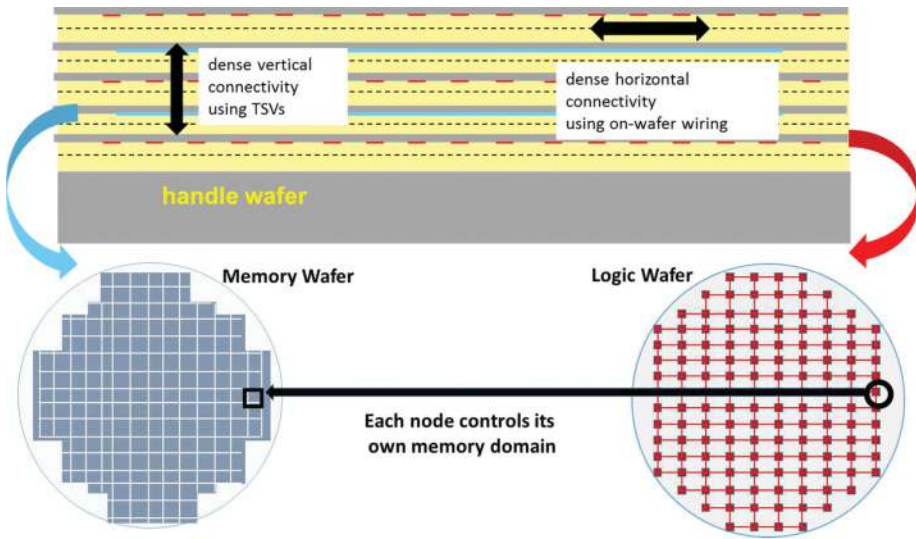 dense vertical
connectivity
using TSVs
dense horizontal
connectivity
using on-wafer wiring
handle wafer
Memory Wafer
Logic Wafer
Each node controls its
own memory domain